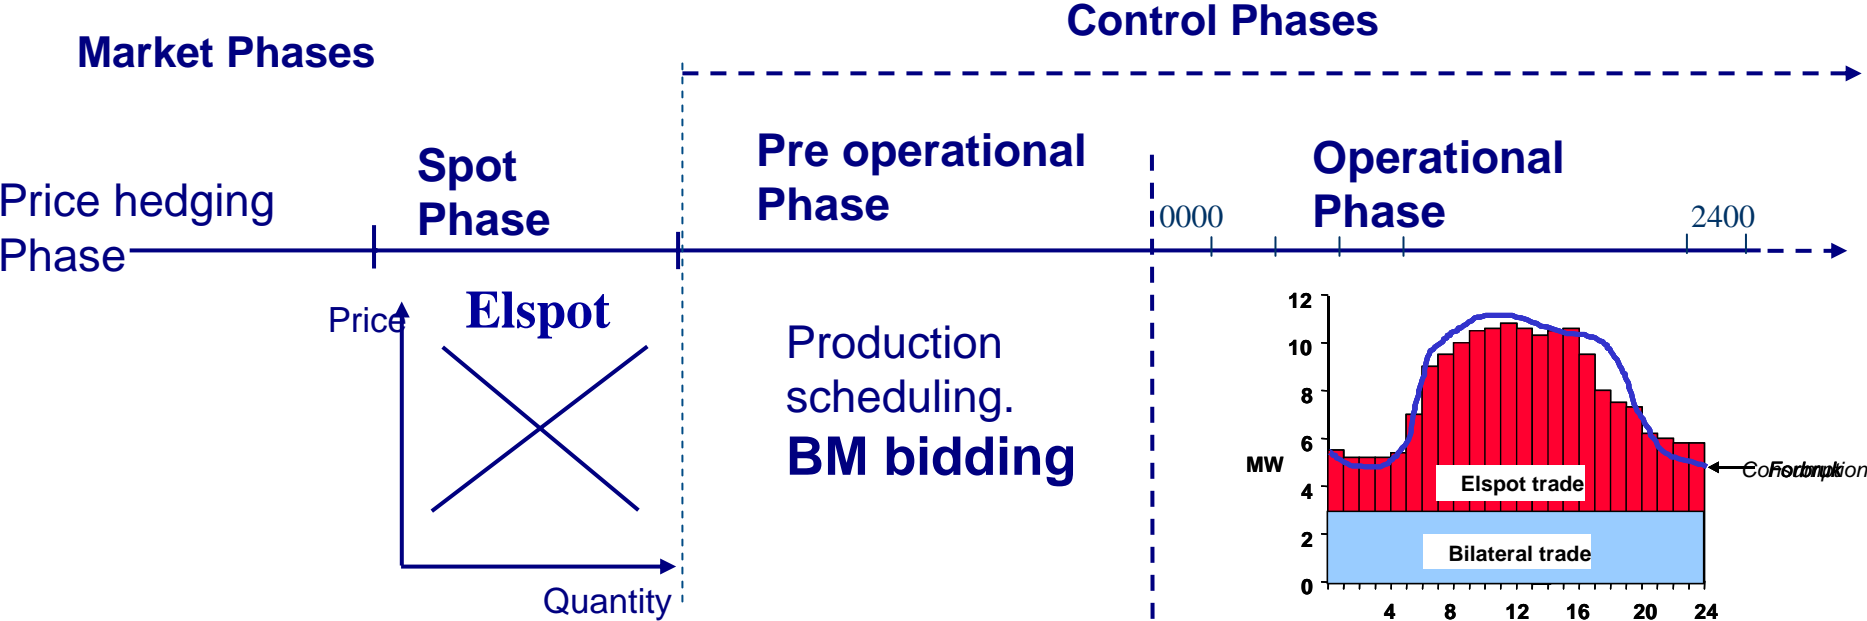 Control Phases
Market Phases
Price hedging
Phase
Spot
Phase
Pre operational
Phase
Operational
Phase
0000
2400
Price
Elspot
Quantity
Production
scheduling.
BM bidding
12
10
8
6
4
2
0
MW
Elspot trade
Bilateral trade
4 8 12 16 20 24
Consumption
Forbruk